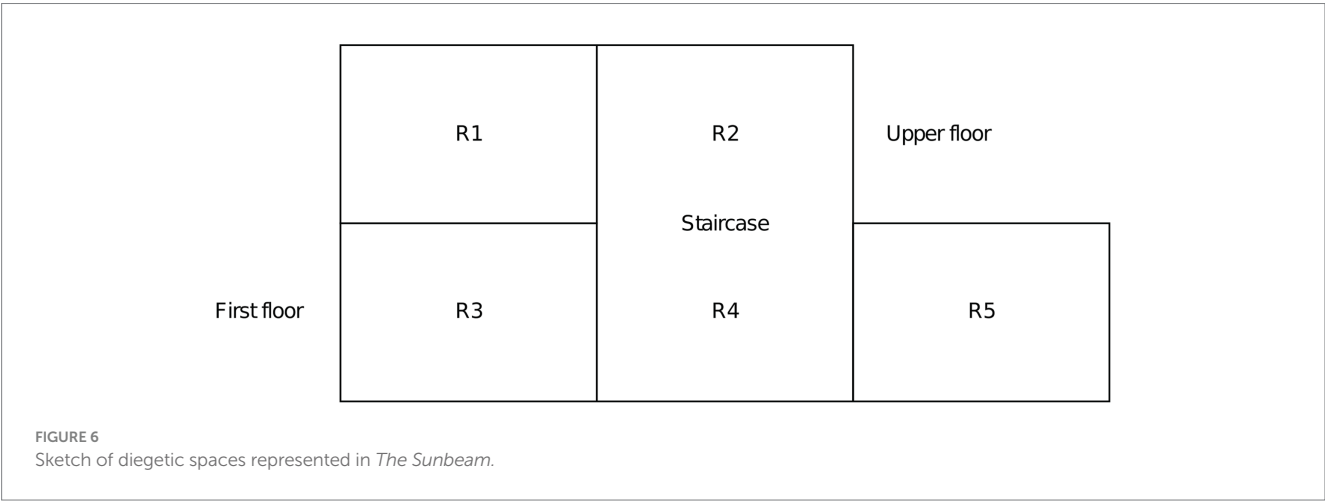 R1
R2
Upper floor
Staircase
First floor
R3
R4
R5
FIGURE 6
Sketch of diegetic spaces represented in The Sunbeam.